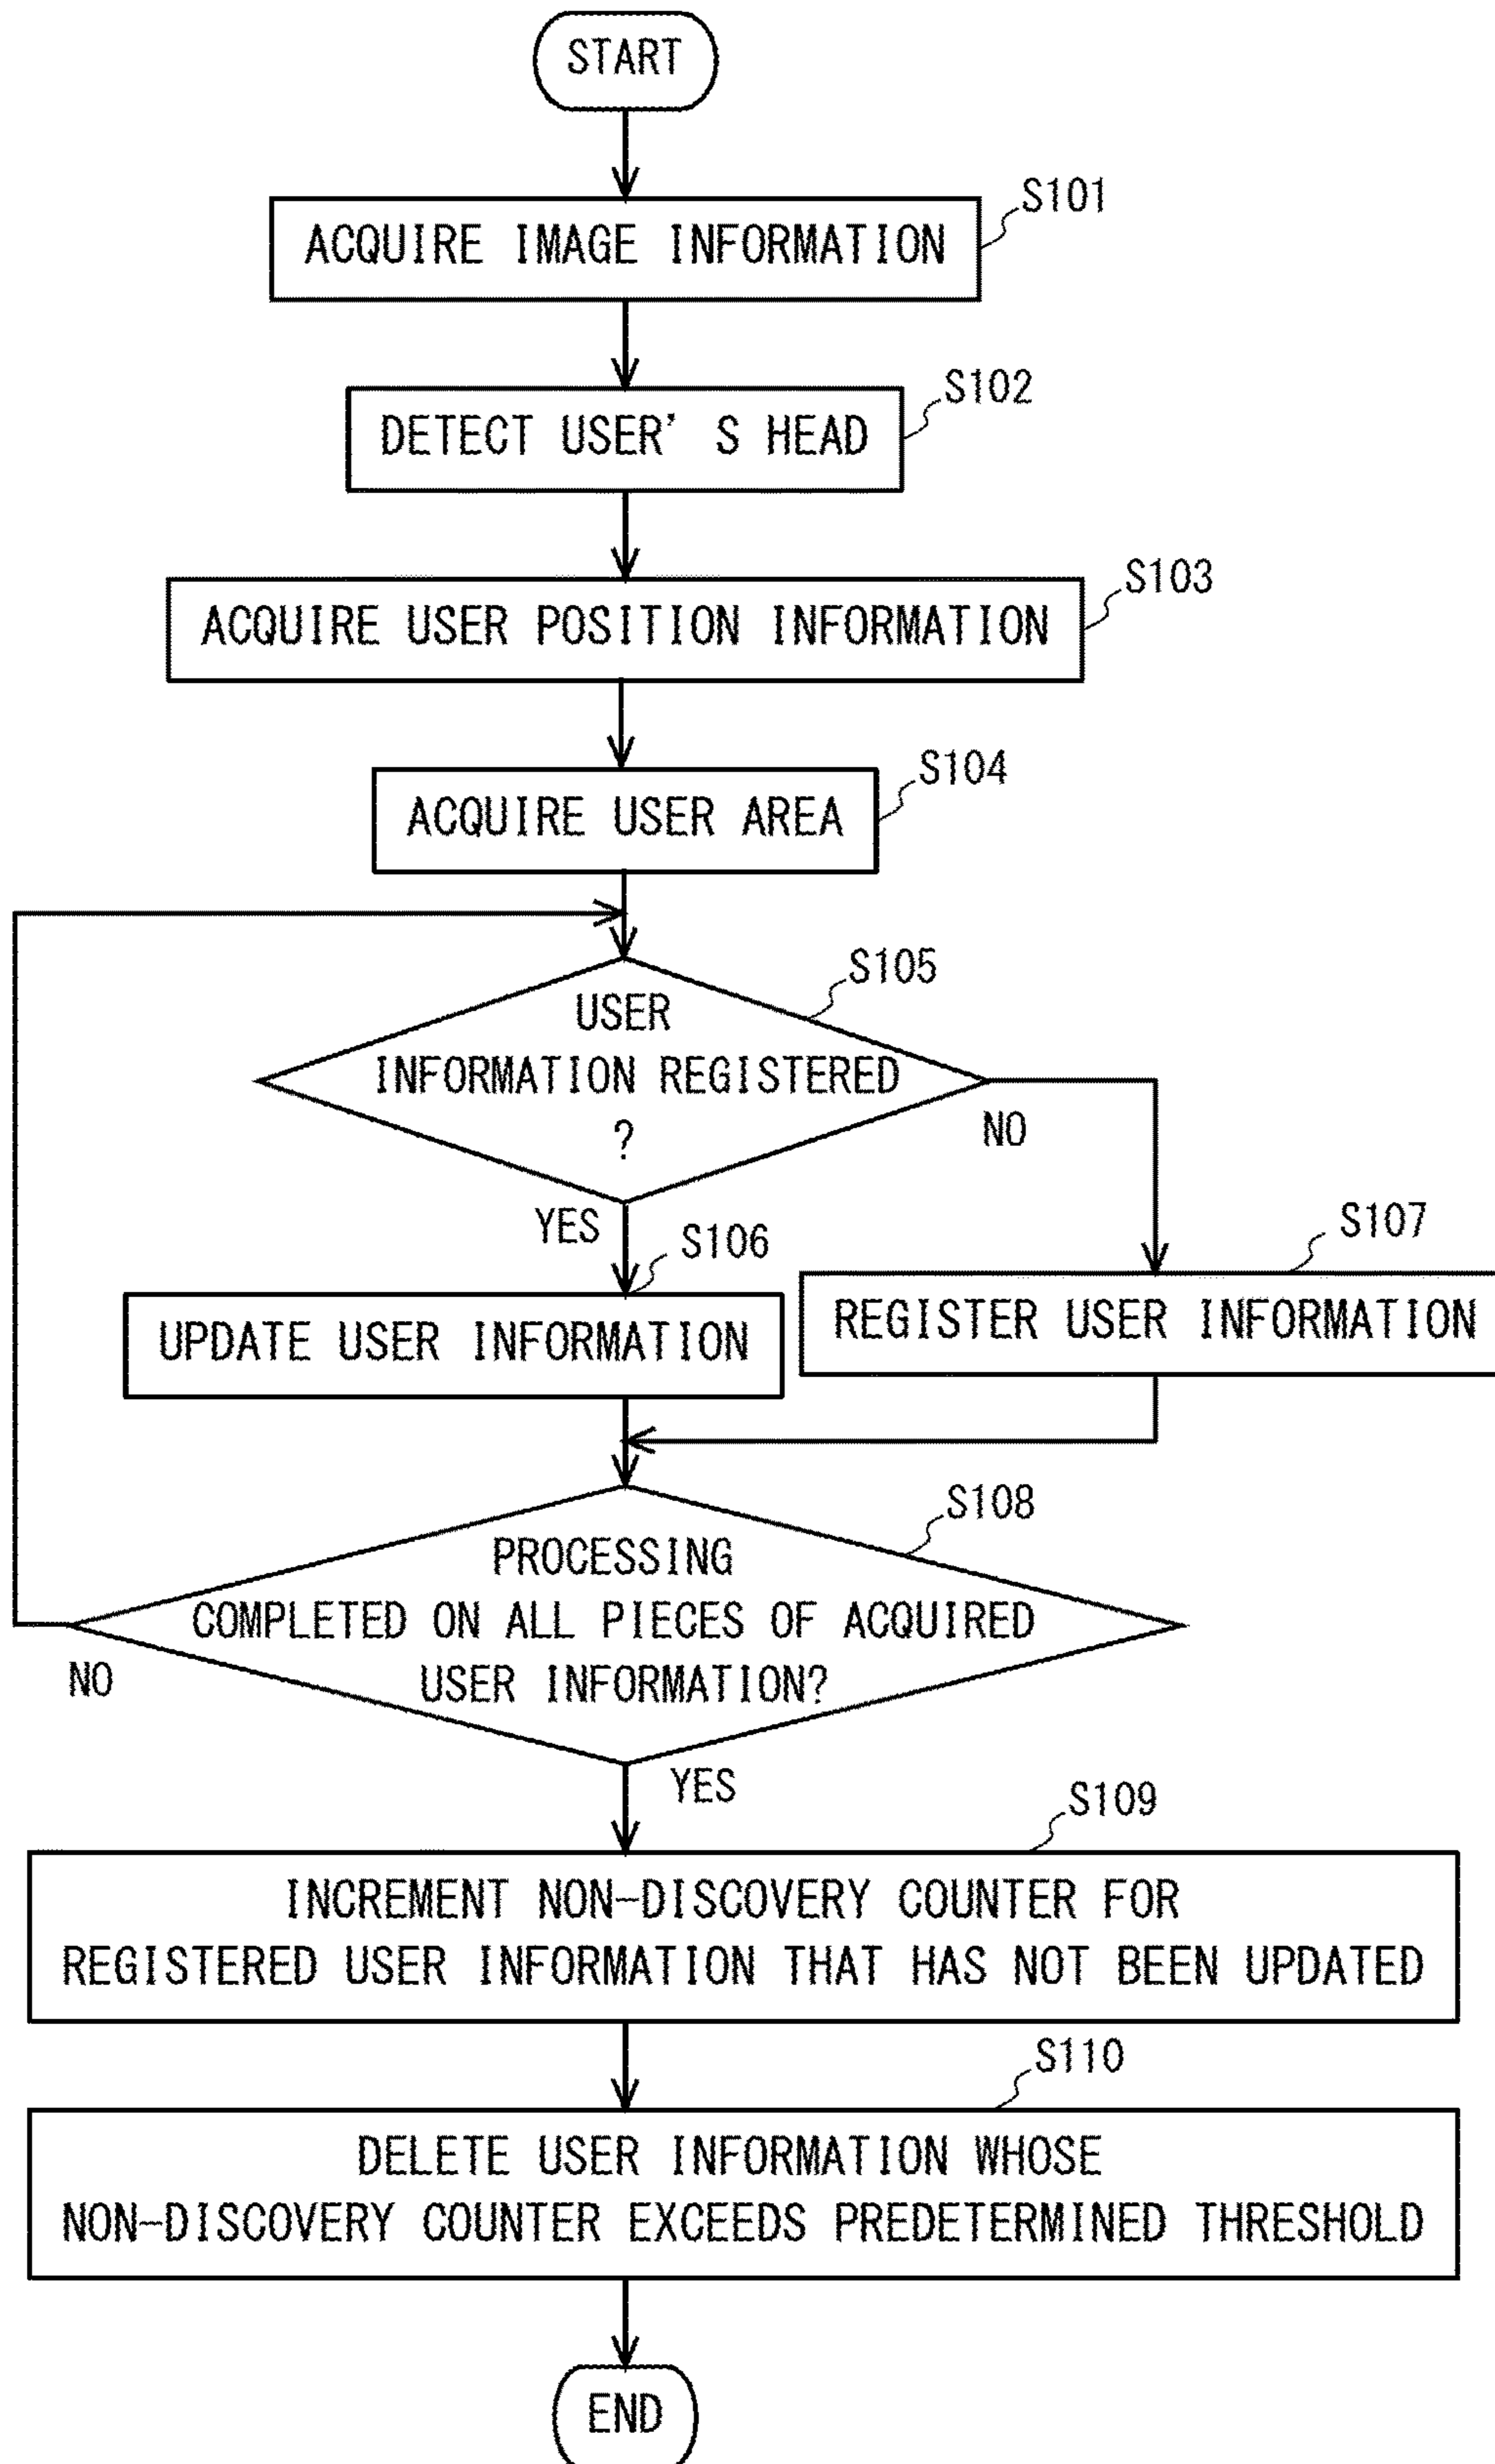 START
S101
ACQUIRE IMAGE INFORMATION
S102
DETECT USER'S HEAD
S103
ACQUIRE USER POSITION INFORMATION
S104
ACQUIRE USER AREA
S105
USER
INFORMATION REGISTERED
?
NO
YES
S106
UPDATE USER INFORMATION
S107
REGISTER USER INFORMATION
S108
PROCESSING
COMPLETED ON ALL PIECES OF ACQUIRED
USER INFORMATION?
NO
YES
S109
INCREMENT NON-DISCOVERY COUNTER FOR
REGISTERED USER INFORMATION THAT HAS NOT BEEN UPDATED
S110
DELETE USER INFORMATION WHOSE
NON-DISCOVERY COUNTER EXCEEDS PREDETERMINED THRESHOLD
END